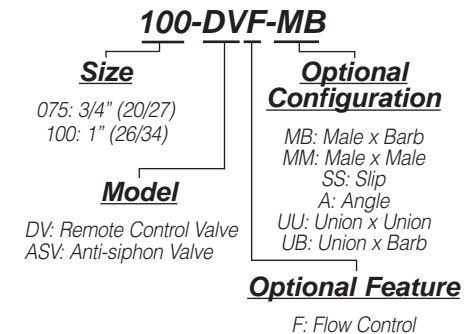 100-DVF-MB
Size
075: 3/4” (20/27)
100: 1” (26/34)
Model
DV: Remote Control Valve
ASV: Anti-siphon Valve
Optional
Configuration
MB: Male x Barb
MM: Male x Male
SS: Slip
A: Angle
UU: Union x Union
UB: Union x Barb
Optional Feature
F: Flow Control